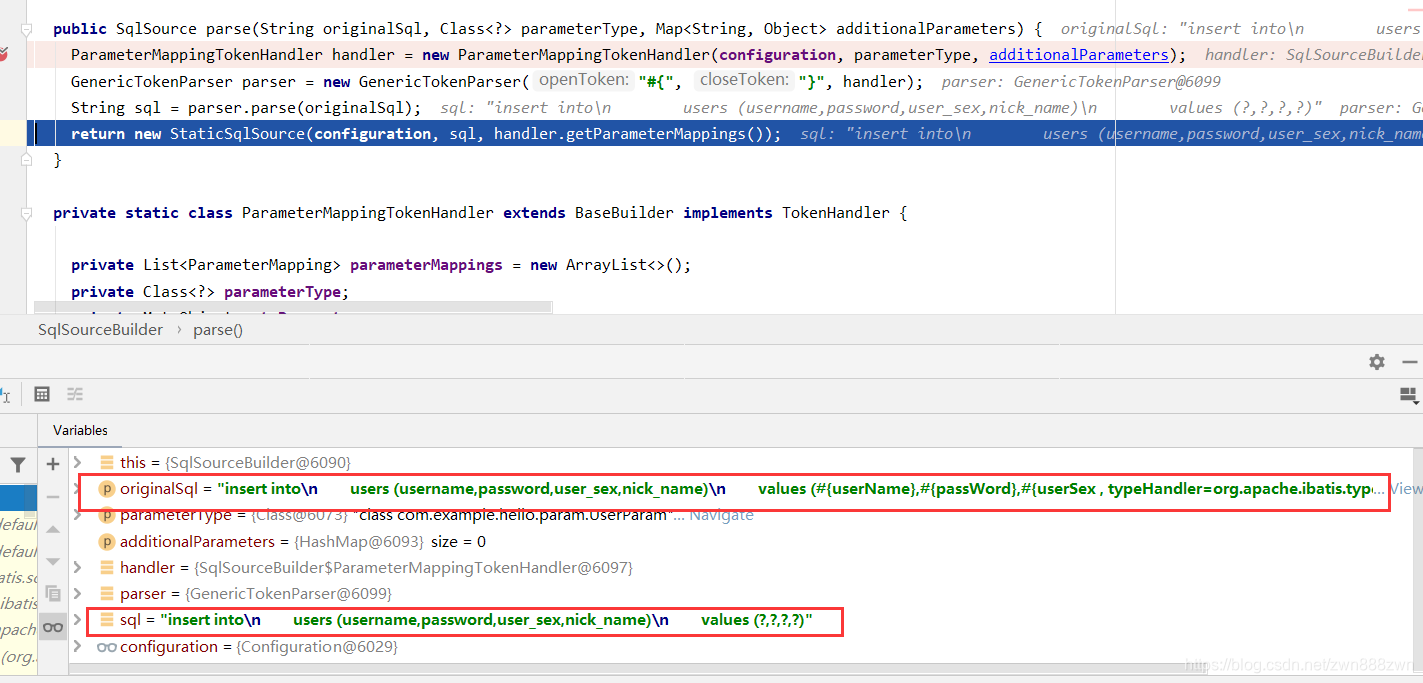 public SqlSource parse(String originalSql, Class<?> parameterType, Map<String, Object> additionalParameters) { originalSql: "insert into\n users
ParameterMappingTokenHandler handler = new ParameterMappingTokenHandler(configuration, parameterType, additionalParameters); handler: SqlSourceBuilder
GenericTokenParser parser = new GenericTokenParser( openToken: "#{", closeToken: "}", handler); parser: GenericTokenParser@6099
String sql = parser.parse(originalSql); sql: "insert into\n users (username,password,user_sex,nick_name)\n values (?,?,?,?)" parser: Ge
return new StaticSqlSource(configuration, sql, handler.getParameterMappings()); sql: "insert into\n users (username,password,user_sex,nick_name
}
private static class ParameterMappingTokenHandler extends BaseBuilder implements TokenHandler {
private List<ParameterMapping> parameterMappings = new ArrayList<>();
private Class<?> parameterType;
SqlSourceBuilder › parse()
Variables
this = {SqlSourceBuilder@6090}
originalSql = "insert into\n users (username,password,user_sex,nick_name)\n values (#{userName},#{passWord},#{userSex , typeHandler=org.apache.ibatis.type... View
parameterType = {Class@6073} "class com.example.hello.param.UserParam"... Navigate
defaul
additionalParameters = {HashMap@6093} size = 0
defaul
handler = {SqlSourceBuilder$ParameterMappingTokenHandler@6097}
atis.so
parser = {GenericTokenParser@6099}
ibatis
sql = "insert into\n users (username,password,user_sex,nick_name)\n values (?,?,?,?)"
apach
configuration = {Configuration@6029}
(org.
https://blog.csdn.net/zwn888zwn